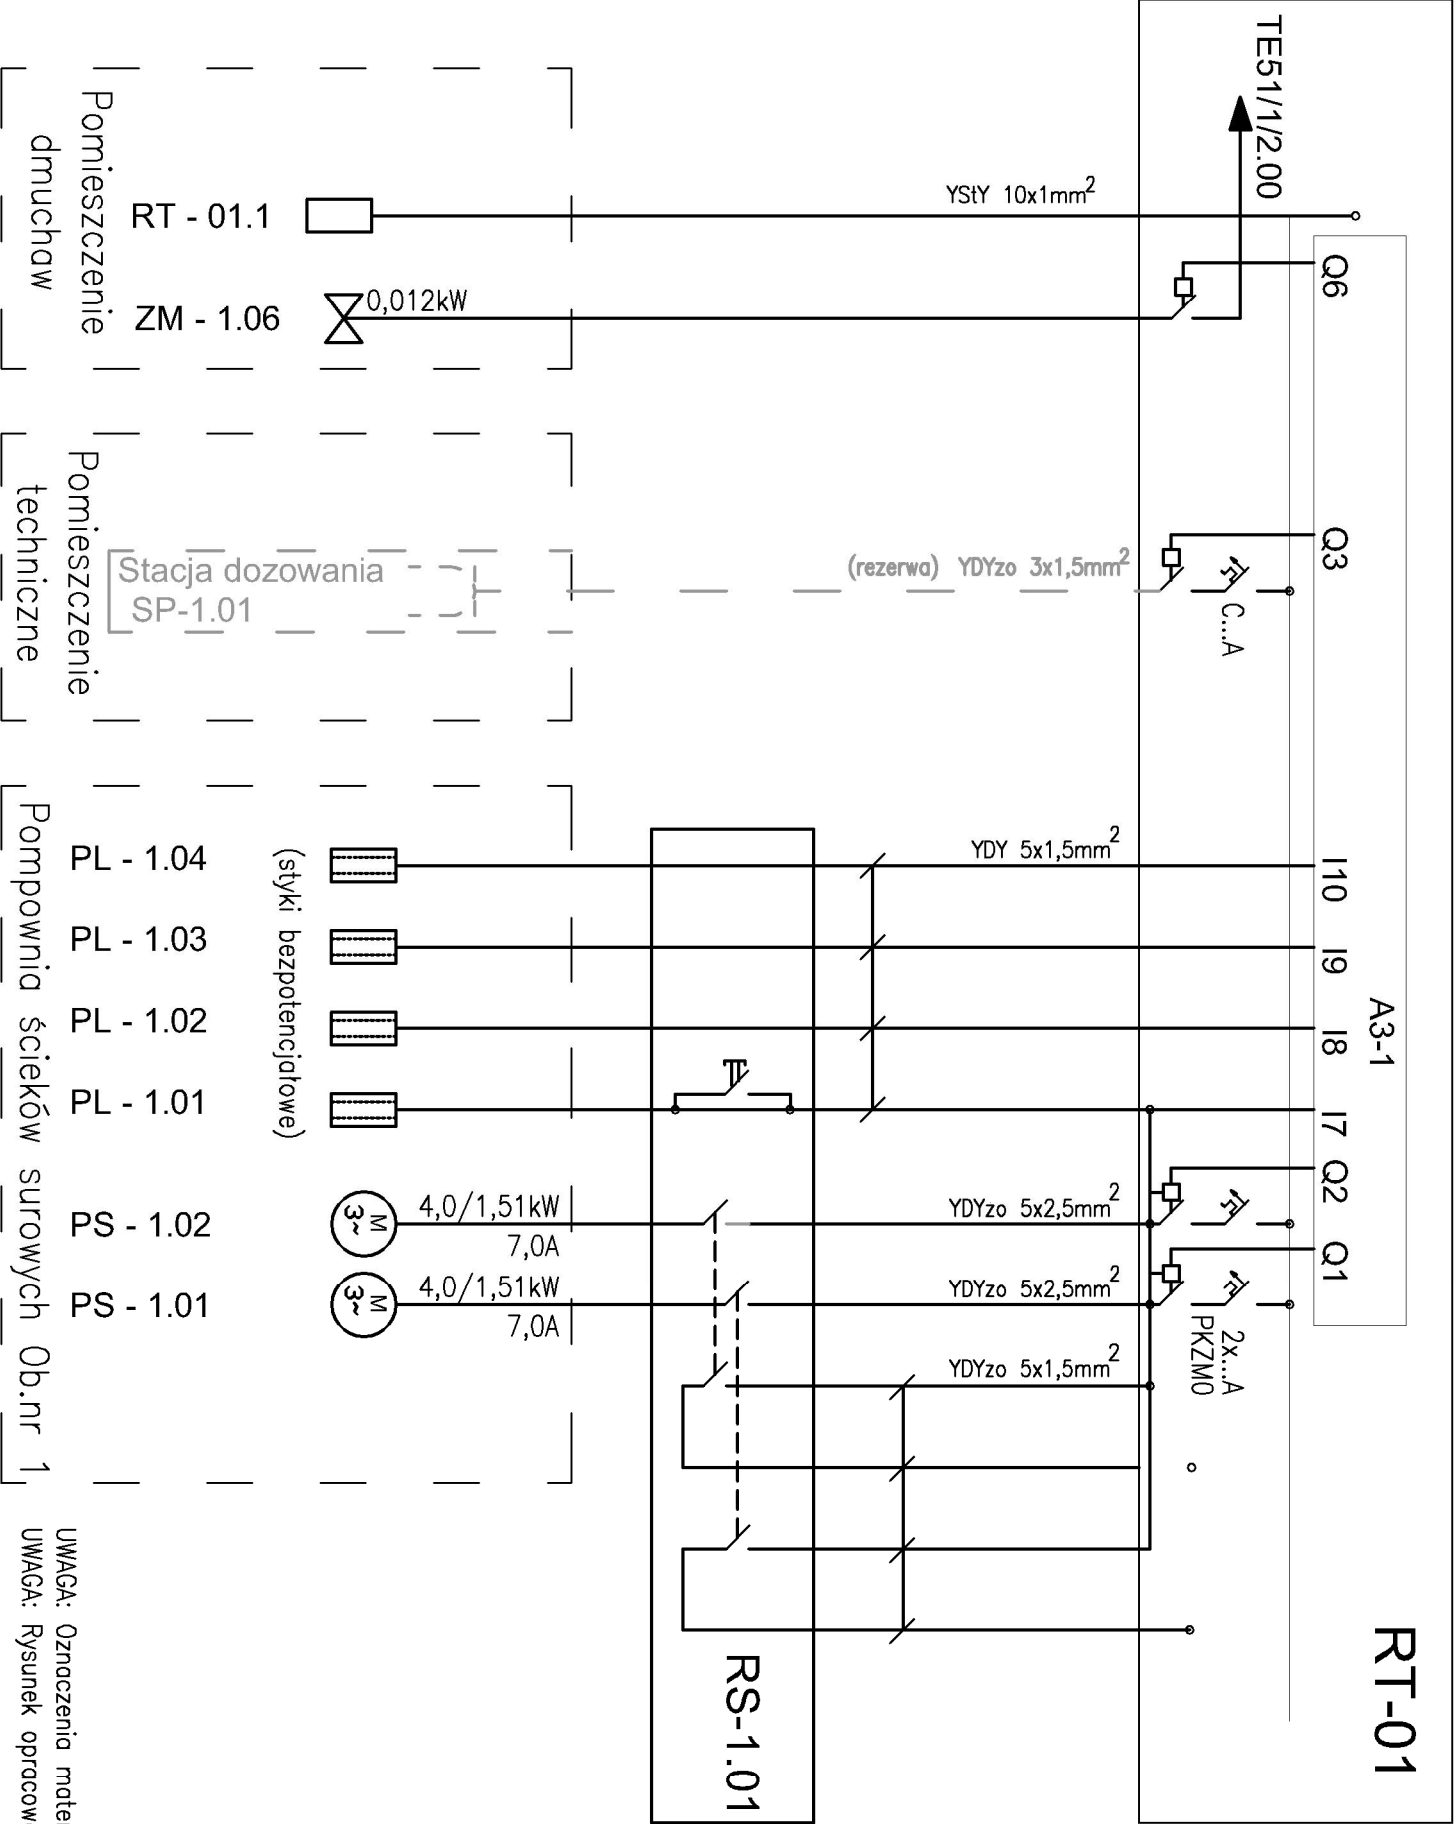 RT-01
A3-1
TE51/1/2.00
Q6
Q3
I10
I9
I8
I7
Q2
Q1
C...A
2x...A
PKZM0
YStY 10x1mm²
(rezerwa) YDYzo 3x1,5mm²
YDY 5x1,5mm²
YDYzo 5x2,5mm²
YDYzo 5x2,5mm²
YDYzo 5x1,5mm²
RS-1.01
Pomieszczenie
dmuchaw
RT - 01.1
ZM - 1.06
0,012kW
Pomieszczenie
techniczne
Stacja dozowania
SP-1.01
Pompownia ścieków surowych Ob.nr 1
(styki bezpotencjałowe)
PL - 1.04
PL - 1.03
PL - 1.02
PL - 1.01
PS - 1.02
M
3~
4,0/1,51kW
7,0A
PS - 1.01
M
3~
4,0/1,51kW
7,0A
UWAGA: Oznaczenia
UWAGA: Rysunek